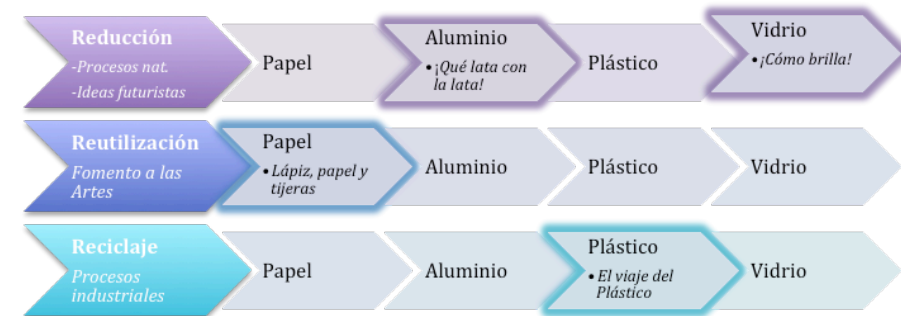 Reducción
-Procesos nat.
-Ideas futuristas
Papel
Aluminio
• ¡Qué lata con
la lata!
Plástico
Vidrio
• ¡Cómo brilla!
Reutilización
Fomento a las
Artes
Papel
• Lápiz, papel y
tijeras
Aluminio
Plástico
Vidrio
Reciclaje
Procesos
industriales
Papel
Aluminio
Plástico
• El viaje del
Plástico
Vidrio